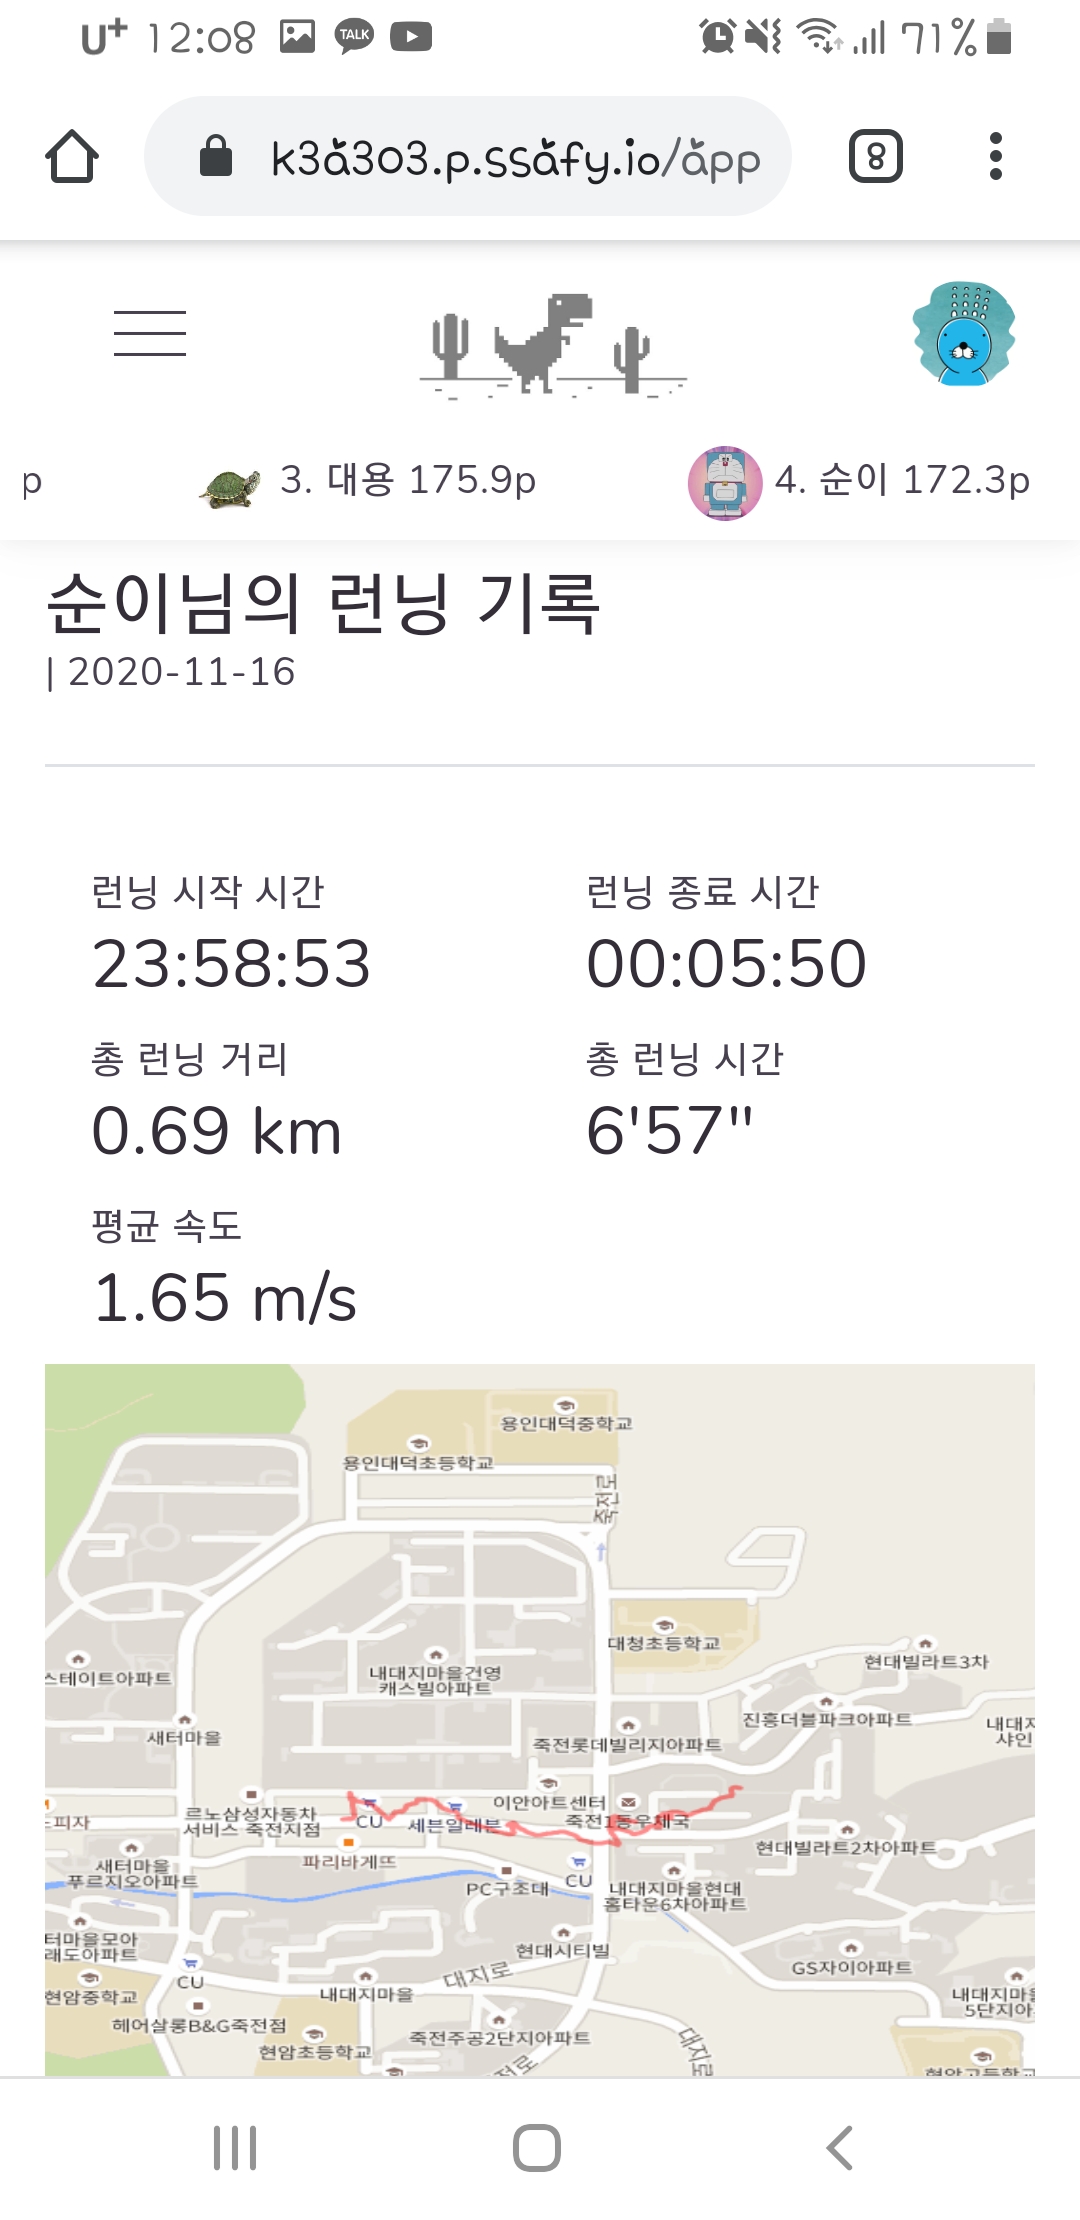 U+ 12:08 TALK 71%
k3a303.p.ssafy.io/app
8
p 3. 대용 175.9p 4. 순이 172.3p
순이님의 런닝 기록
| 2020-11-16
런닝 시작 시간 런닝 종료 시간
23:58:53 00:05:50
총 런닝 거리 총 런닝 시간
0.69 km 6'57"
평균 속도
1.65 m/s
용인대덕중학교
용인대덕초등학교
죽전로
대청초등학교
현대빌라트3차
내대지마을건영
캐스빌아파트
스테이트아파트
진흥더블파크아파트
내대지
샤인
새터마을
죽전롯데빌리지아파트
이안아트센터
르노삼성자동차
서비스 죽전지점
피자
CU
세븐일레븐
죽전1동우체국
현대빌라트2차아파트
파리바게뜨
새터마을
푸르지오아파트
PC구조대
CU
내대지마을현대
홈타운6차아파트
터마을모아
래도아파트
현대시티빌
GS자이아파트
대지로
CU
현암중학교
내대지마을
내대지마을
5단지아
헤어살롱B&G죽전점
죽전주공2단지아파트
현암초등학교
대지로
전로
현암고등학교